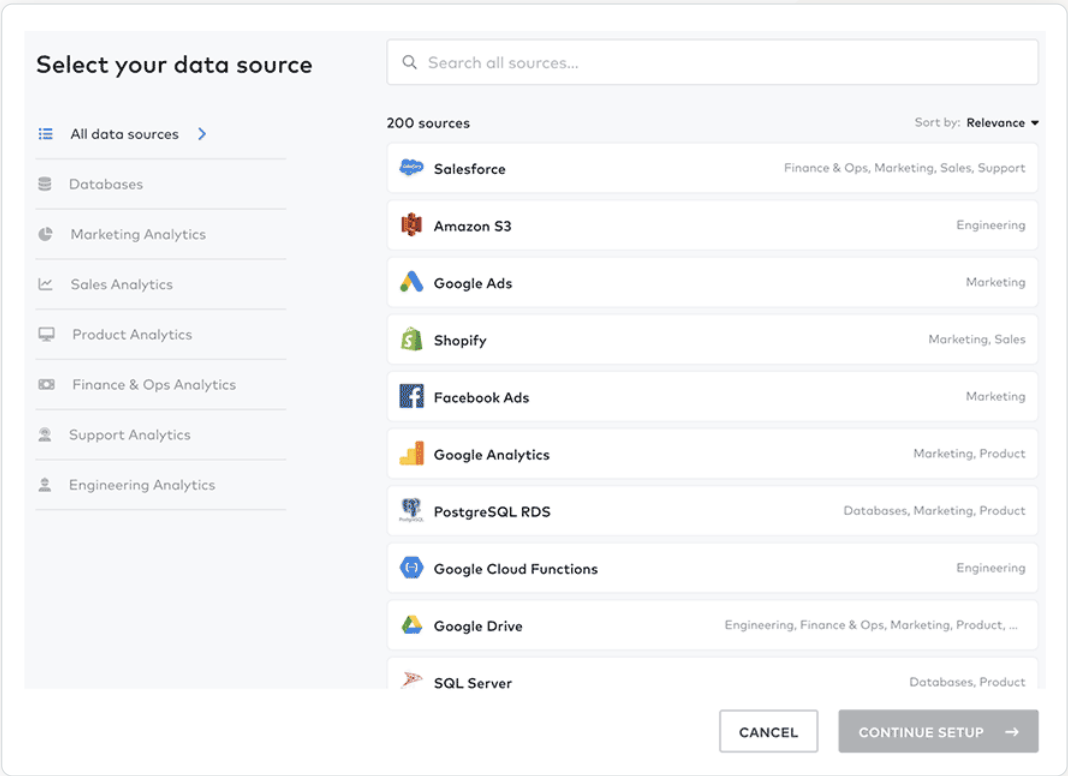 Select your data source
Search all sources...
All data sources
Databases
Marketing Analytics
Sales Analytics
Product Analytics
Finance & Ops Analytics
Support Analytics
Engineering Analytics
200 sources
Sort by: Relevance
Salesforce Finance & Ops, Marketing, Sales, Support
Amazon S3 Engineering
Google Ads Marketing
Shopify Marketing, Sales
Facebook Ads Marketing
Google Analytics Marketing, Product
PostgreSQL RDS Databases, Marketing, Product
Google Cloud Functions Engineering
Google Drive Engineering, Finance & Ops, Marketing, Product, ...
SQL Server Databases, Product
CANCEL
CONTINUE SETUP →